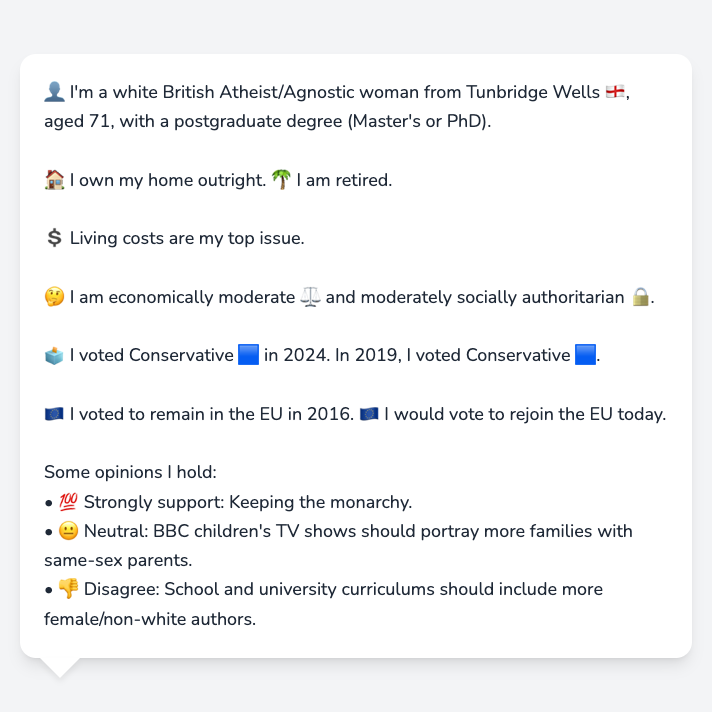 👤 I'm a white British Atheist/Agnostic woman from Tunbridge Wells 🏴󠁧󠁢󠁥󠁮󠁧󠁿,
aged 71, with a postgraduate degree (Master's or PhD).
🏠 I own my home outright. 🌴 I am retired.
💲 Living costs are my top issue.
🤔 I am economically moderate ⚖️ and moderately socially authoritarian 🔒.
🗳️ I voted Conservative 🟦 in 2024. In 2019, I voted Conservative 🟦.
🇪🇺 I voted to remain in the EU in 2016. 🇪🇺 I would vote to rejoin the EU today.
Some opinions I hold:
• 💯 Strongly support: Keeping the monarchy.
• 😐 Neutral: BBC children's TV shows should portray more families with
same-sex parents.
• 👎 Disagree: School and university curriculums should include more
female/non-white authors.